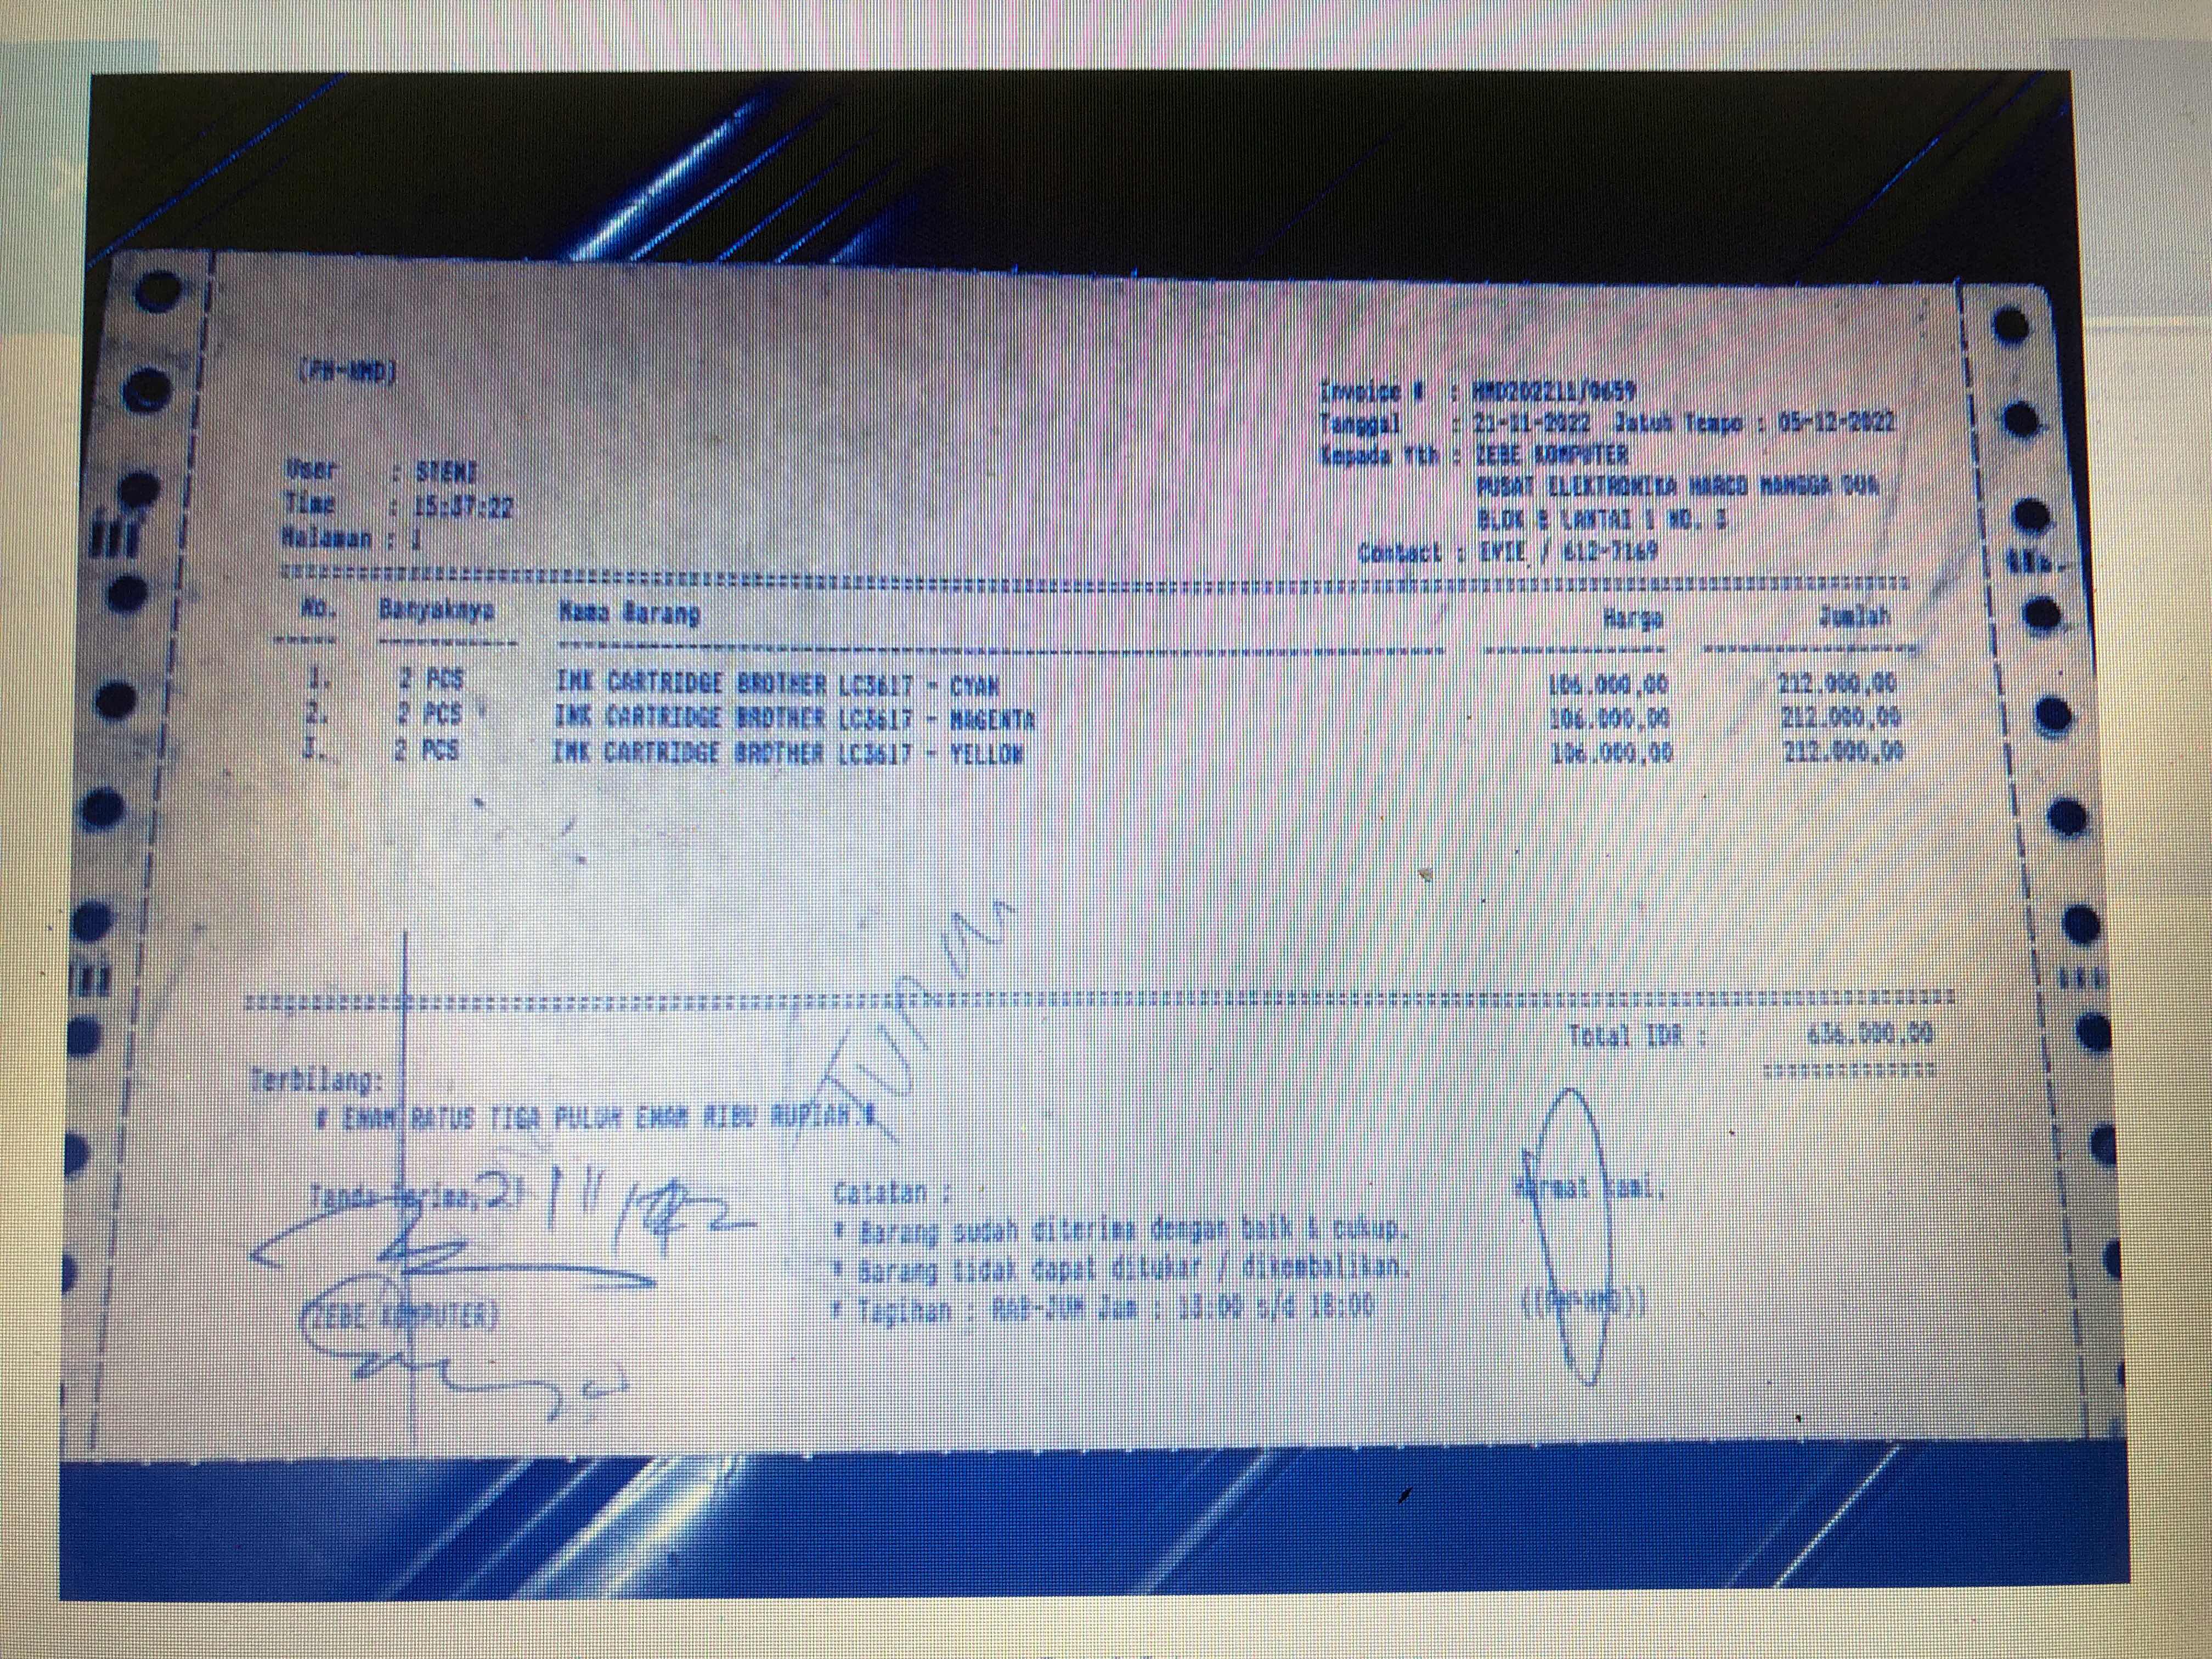 Invoice # :
Tanggal : 21-11-2022 Jatuh Tempo : 05-12-2022
Kepada Yth : ZEBE KOMPUTER
PUSAT ELEKTRONIKA HARCO MANGGA DUA
BLOK B LANTAI 1 NO. 3
Contact : EVIE / 612-7169
User :
Time : 15:37:22
Halaman : 1
No. Banyaknya Nama Barang Harga Jumlah
1. 2 PCS INK CARTRIDGE BROTHER LC3617 - CYAN 106.000,00 212.000,00
2. 2 PCS INK CARTRIDGE BROTHER LC3617 - MAGENTA 106.000,00 212.000,00
3. 2 PCS INK CARTRIDGE BROTHER LC3617 - YELLOW 106.000,00 212.000,00
Total IDR : 636.000,00
Terbilang:
# ENAM RATUS TIGA PULUH ENAM RIBU RUPIAH.#
Tanda terima, 21/11/
(ZEBE KOMPUTER)
Catatan :
* Barang sudah diterima dengan baik & cukup.
* Barang tidak dapat ditukar / dikembalikan.
* Tagihan : RAB-JUM Jam : 13:00 s/d 18:00
Hormat kami,